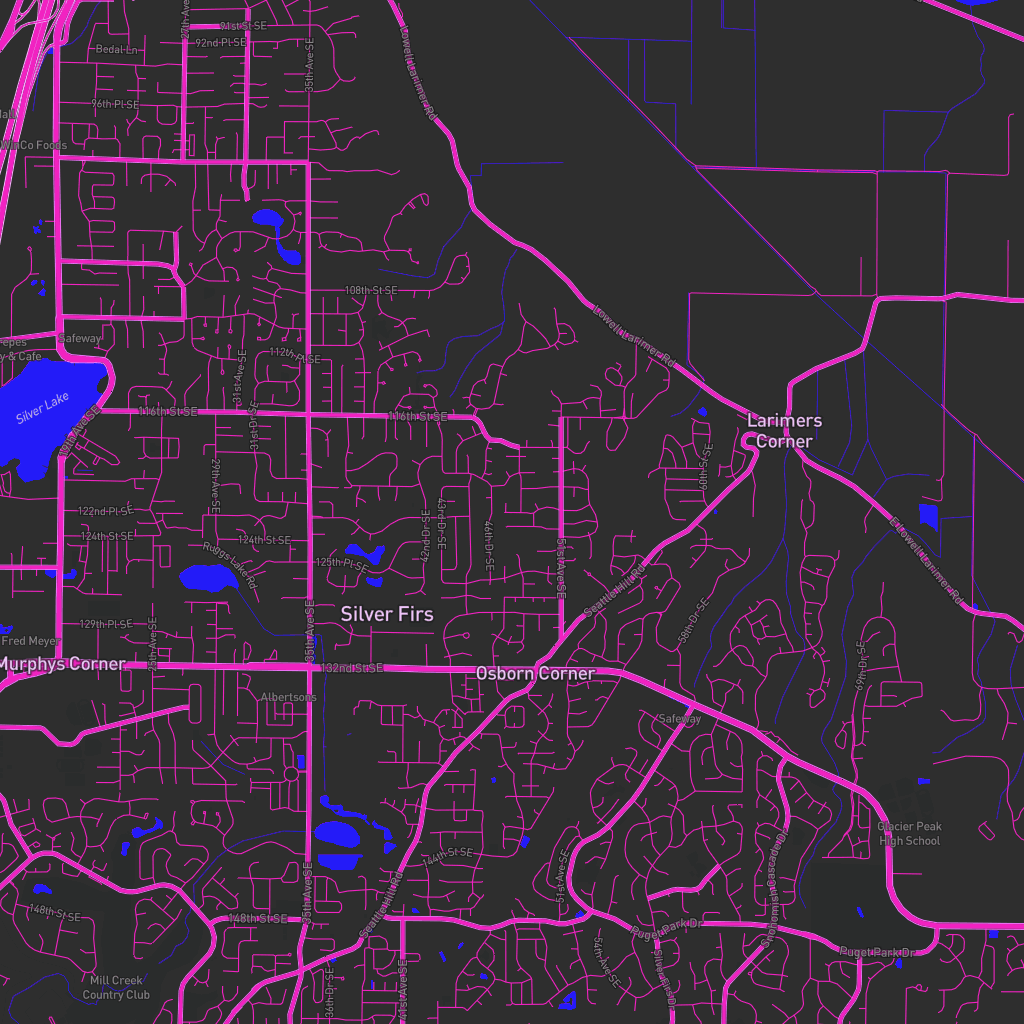 27th Ave SE
91st St SE
92nd Pl SE
Bedal Ln
35th Ave SE
Lowell Larimer Rd
96th Pl SE
Mall
WinCo Foods
108th St SE
Lowell Larimer Rd
Safeway
112th Pl SE
31st Ave SE
Silver Lake
19th Ave SE
116th St SE
31st Dr SE
116th St SE
Larimers
Corner
60th St SE
29th Ave SE
122nd Pl SE
124th St SE
124th St SE
Ruggs Lake Rd
125th Pl SE
42nd Dr SE
43rd Dr SE
46th Dr SE
51st Ave SE
Seattle Hill Rd
E Lowell Larimer Rd
Silver Firs
35th Ave SE
129th Pl SE
25th Ave SE
58th Dr SE
Fred Meyer
Murphys Corner
132nd St SE
Osborn Corner
69th Dr SE
Albertsons
Safeway
Glacier Peak
High School
144th St SE
51st Ave SE
Snohomish Cascade Dr
35th Ave SE
Seattle Hill Rd
148th St SE
148th St SE
Puget Park Dr
Puget Park Dr
54th Ave SE
Silver Firs Dr
Mill Creek
Country Club
36th Dr SE
41st Ave SE